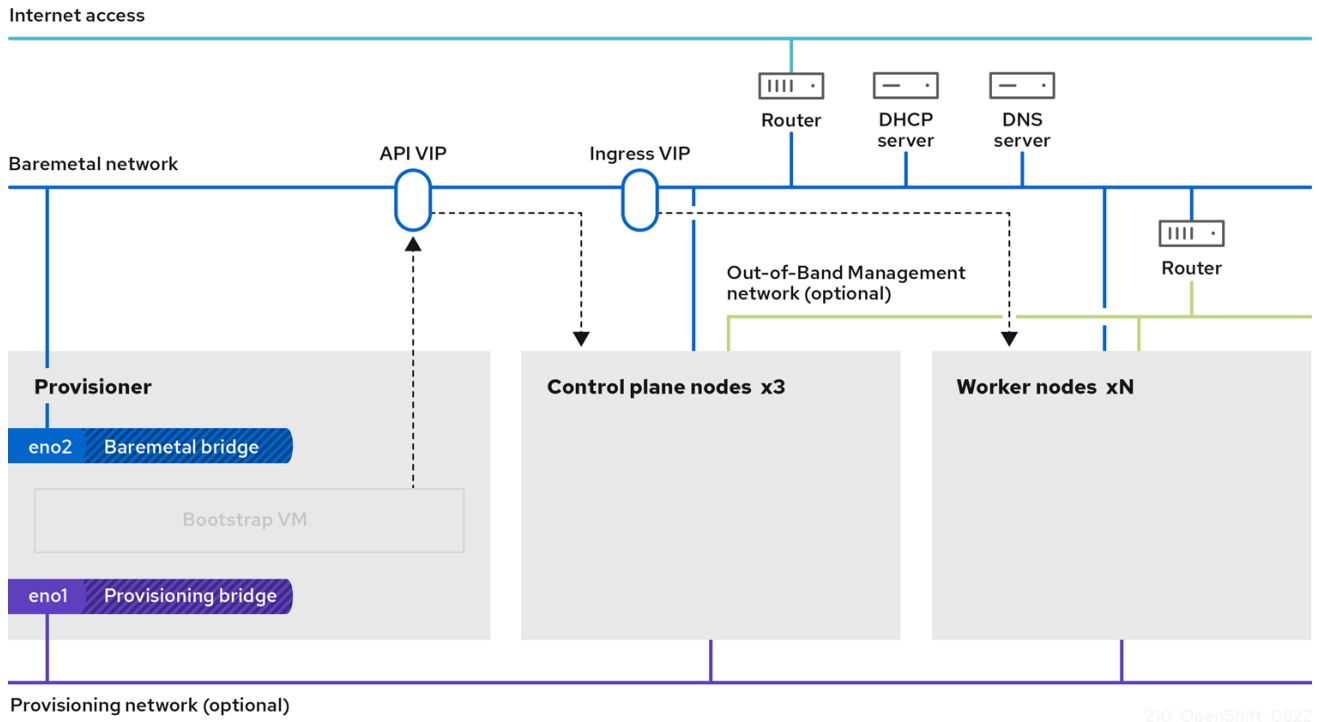 Internet access
Router
DHCP
server
DNS
server
API VIP
Ingress VIP
Baremetal network
Router
Out-of-Band Management
network (optional)
Provisioner
Control plane nodes x3
Worker nodes xN
eno2 Baremetal bridge
Bootstrap VM
eno1 Provisioning bridge
Provisioning network (optional)
210_OpenShift_0822